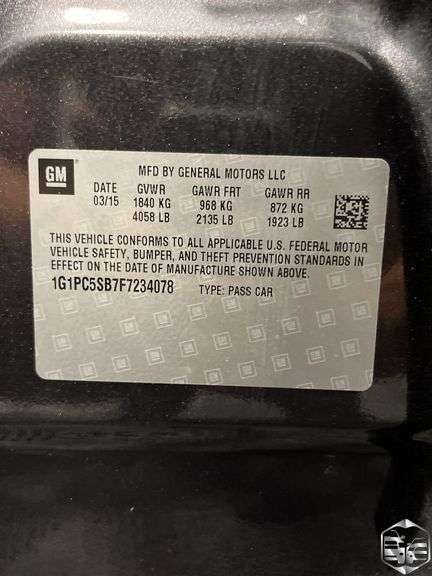 GM
MFD BY GENERAL MOTORS LLC
DATE GVWR GAWR FRT GAWR RR
03/15 1840 KG 968 KG 872 KG
4058 LB 2135 LB 1923 LB
THIS VEHICLE CONFORMS TO ALL APPLICABLE U.S. FEDERAL MOTOR
VEHICLE SAFETY, BUMPER, AND THEFT PREVENTION STANDARDS IN
EFFECT ON THE DATE OF MANUFACTURE SHOWN ABOVE.
1G1PC5SB7F7234078 TYPE: PASS CAR